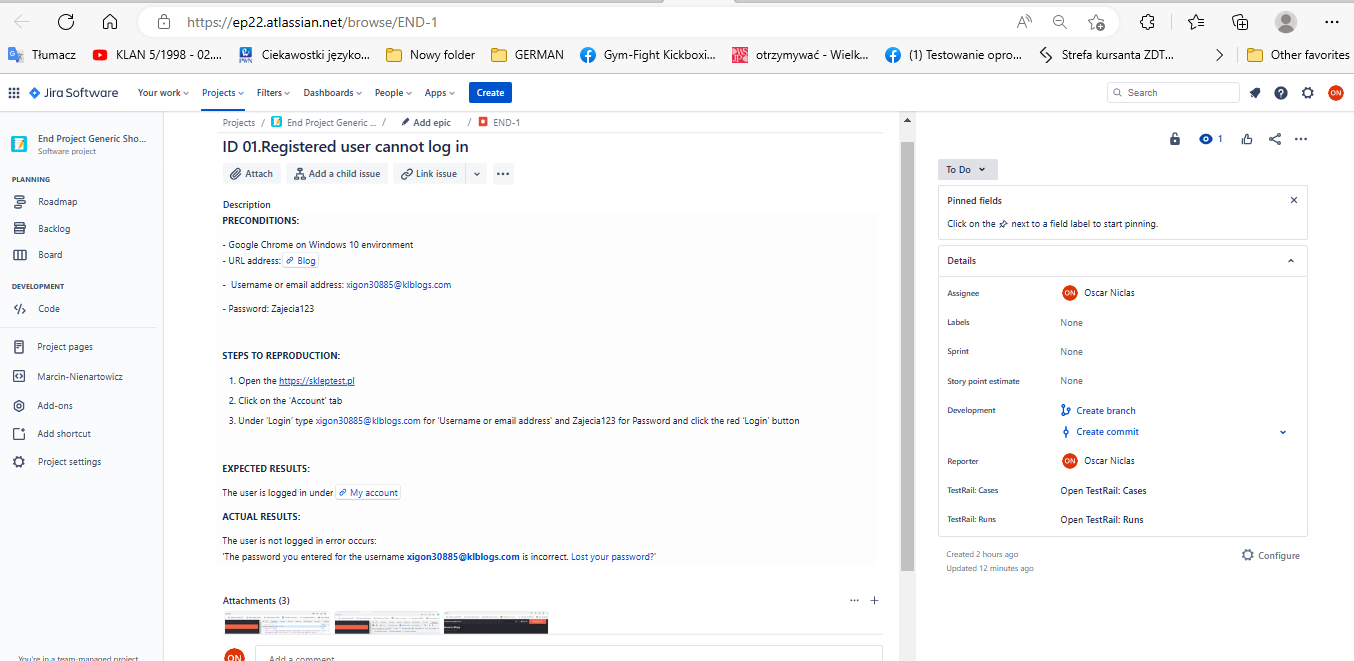 https://ep22.atlassian.net/browse/END-1
Tłumacz
KLAN 5/1998 - 02....
Ciekawostki języko...
Nowy folder
GERMAN
Gym-Fight Kickboxi...
otrzymywać - Wielk...
(1) Testowanie opro...
Strefa kursanta ZDT...
Other favorites
Jira Software
Your work
Projects
Filters
Dashboards
People
Apps
Create
Search
ON
End Project Generic Sho...
Software project
PLANNING
Roadmap
Backlog
Board
DEVELOPMENT
Code
Project pages
Marcin-Nienartowicz
Add-ons
Add shortcut
Project settings
You're in a team-managed project
Projects / End Project Generic ... / Add epic / END-1
ID 01.Registered user cannot log in
Attach
Add a child issue
Link issue
Description
PRECONDITIONS:
- Google Chrome on Windows 10 environment
- URL address: Blog
- Username or email address: xigon30885@klblogs.com
- Password: Zajecia123
STEPS TO REPRODUCTION:
1. Open the https://skleptest.pl
2. Click on the 'Account' tab
3. Under 'Login' type xigon30885@klblogs.com for 'Username or email address' and Zajecia123 for Password and click the red 'Login' button
EXPECTED RESULTS:
The user is logged in under My account
ACTUAL RESULTS:
The user is not logged in error occurs:
'The password you entered for the username xigon30885@klblogs.com is incorrect. Lost your password?'
Attachments (3)
ON
Add a comment...
1
To Do
Pinned fields
Click on the next to a field label to start pinning.
Details
Assignee
ON Oscar Niclas
Labels
None
Sprint
None
Story point estimate
None
Development
Create branch
Create commit
Reporter
ON Oscar Niclas
TestRail: Cases
Open TestRail: Cases
TestRail: Runs
Open TestRail: Runs
Created 2 hours ago
Updated 12 minutes ago
Configure